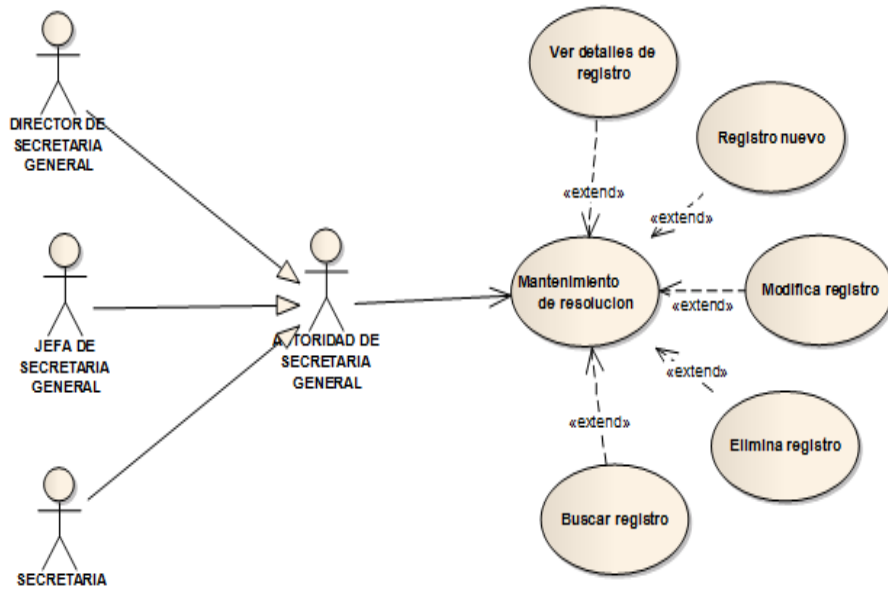 DIRECTOR DE
SECRETARIA
GENERAL
JEFA DE
SECRETARIA
GENERAL
SECRETARIA
AUTORIDAD DE
SECRETARIA
GENERAL
Mantenimiento
de resolucion
Ver detalles de
registro
«extend»
Registro nuevo
«extend»
Modifica registro
«extend»
Elimina registro
«extend»
Buscar registro
«extend»